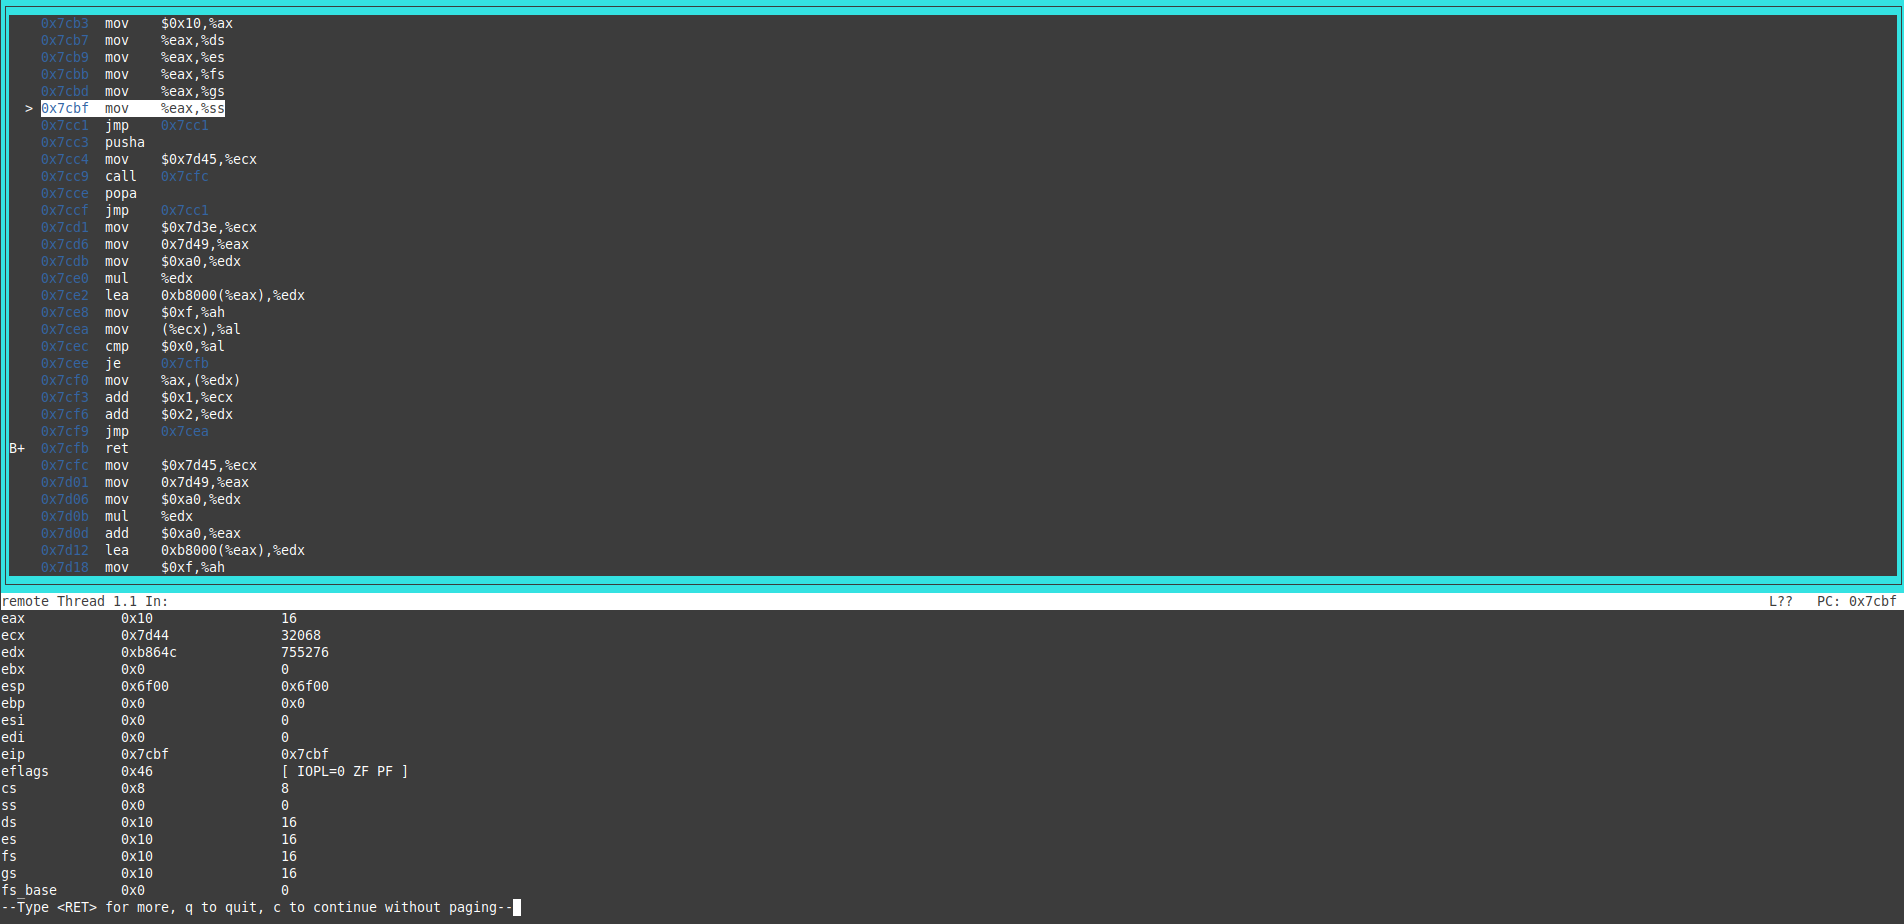 0x7cb3 mov $0x10,%ax
0x7cb7 mov %eax,%ds
0x7cb9 mov %eax,%es
0x7cbb mov %eax,%fs
0x7cbd mov %eax,%gs
> 0x7cbf mov %eax,%ss
0x7cc1 jmp 0x7cc1
0x7cc3 pusha
0x7cc4 mov $0x7d45,%ecx
0x7cc9 call 0x7cfc
0x7cce popa
0x7ccf jmp 0x7cc1
0x7cd1 mov $0x7d3e,%ecx
0x7cd6 mov 0x7d49,%eax
0x7cdb mov $0xa0,%edx
0x7ce0 mul %edx
0x7ce2 lea 0xb8000(%eax),%edx
0x7ce8 mov $0xf,%ah
0x7cea mov (%ecx),%al
0x7cec cmp $0x0,%al
0x7cee je 0x7cfb
0x7cf0 mov %ax,(%edx)
0x7cf3 add $0x1,%ecx
0x7cf6 add $0x2,%edx
0x7cf9 jmp 0x7cea
B+ 0x7cfb ret
0x7cfc mov $0x7d45,%ecx
0x7d01 mov 0x7d49,%eax
0x7d06 mov $0xa0,%edx
0x7d0b mul %edx
0x7d0d add $0xa0,%eax
0x7d12 lea 0xb8000(%eax),%edx
0x7d18 mov $0xf,%ah
remote Thread 1.1 In: L?? PC: 0x7cbf
eax 0x10 16
ecx 0x7d44 32068
edx 0xb864c 755276
ebx 0x0 0
esp 0x6f00 0x6f00
ebp 0x0 0x0
esi 0x0 0
edi 0x0 0
eip 0x7cbf 0x7cbf
eflags 0x46 [ IOPL=0 ZF PF ]
cs 0x8 8
ss 0x0 0
ds 0x10 16
es 0x10 16
fs 0x10 16
gs 0x10 16
fs_base 0x0 0
--Type <RET> for more, q to quit, c to continue without paging--